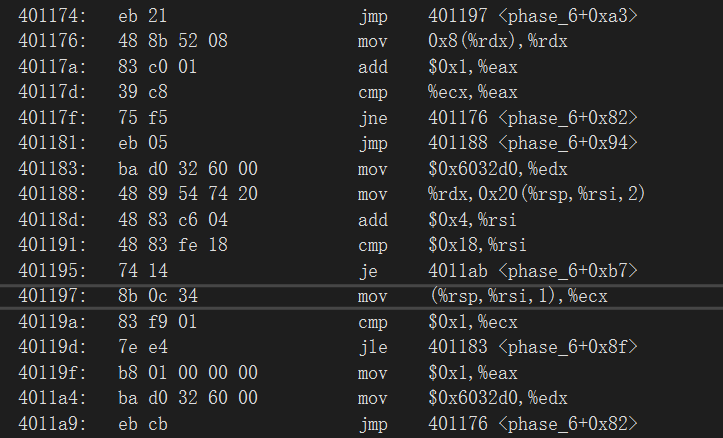 401174: eb 21 jmp 401197 <phase_6+0xa3>
401176: 48 8b 52 08 mov 0x8(%rdx),%rdx
40117a: 83 c0 01 add $0x1,%eax
40117d: 39 c8 cmp %ecx,%eax
40117f: 75 f5 jne 401176 <phase_6+0x82>
401181: eb 05 jmp 401188 <phase_6+0x94>
401183: ba d0 32 60 00 mov $0x6032d0,%edx
401188: 48 89 54 74 20 mov %rdx,0x20(%rsp,%rsi,2)
40118d: 48 83 c6 04 add $0x4,%rsi
401191: 48 83 fe 18 cmp $0x18,%rsi
401195: 74 14 je 4011ab <phase_6+0xb7>
401197: 8b 0c 34 mov (%rsp,%rsi,1),%ecx
40119a: 83 f9 01 cmp $0x1,%ecx
40119d: 7e e4 jle 401183 <phase_6+0x8f>
40119f: b8 01 00 00 00 mov $0x1,%eax
4011a4: ba d0 32 60 00 mov $0x6032d0,%edx
4011a9: eb cb jmp 401176 <phase_6+0x82>